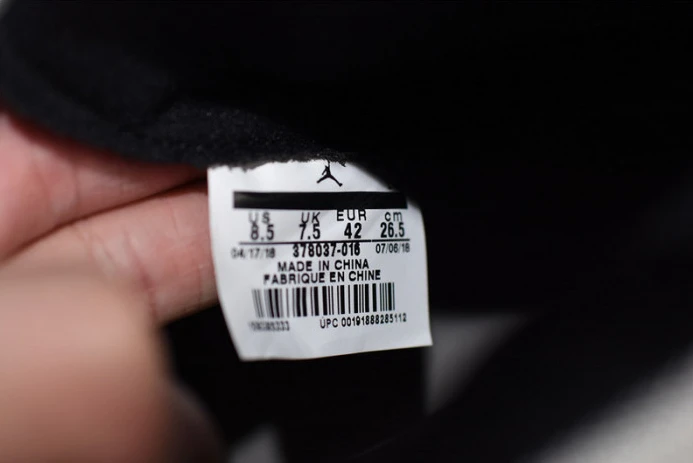 US UK EUR cm
8.5 7.5 42 26.5
04/17/18 378037-016 07/06/18
MADE IN CHINA
FABRIQUE EN CHINE
UPC 00191888285112